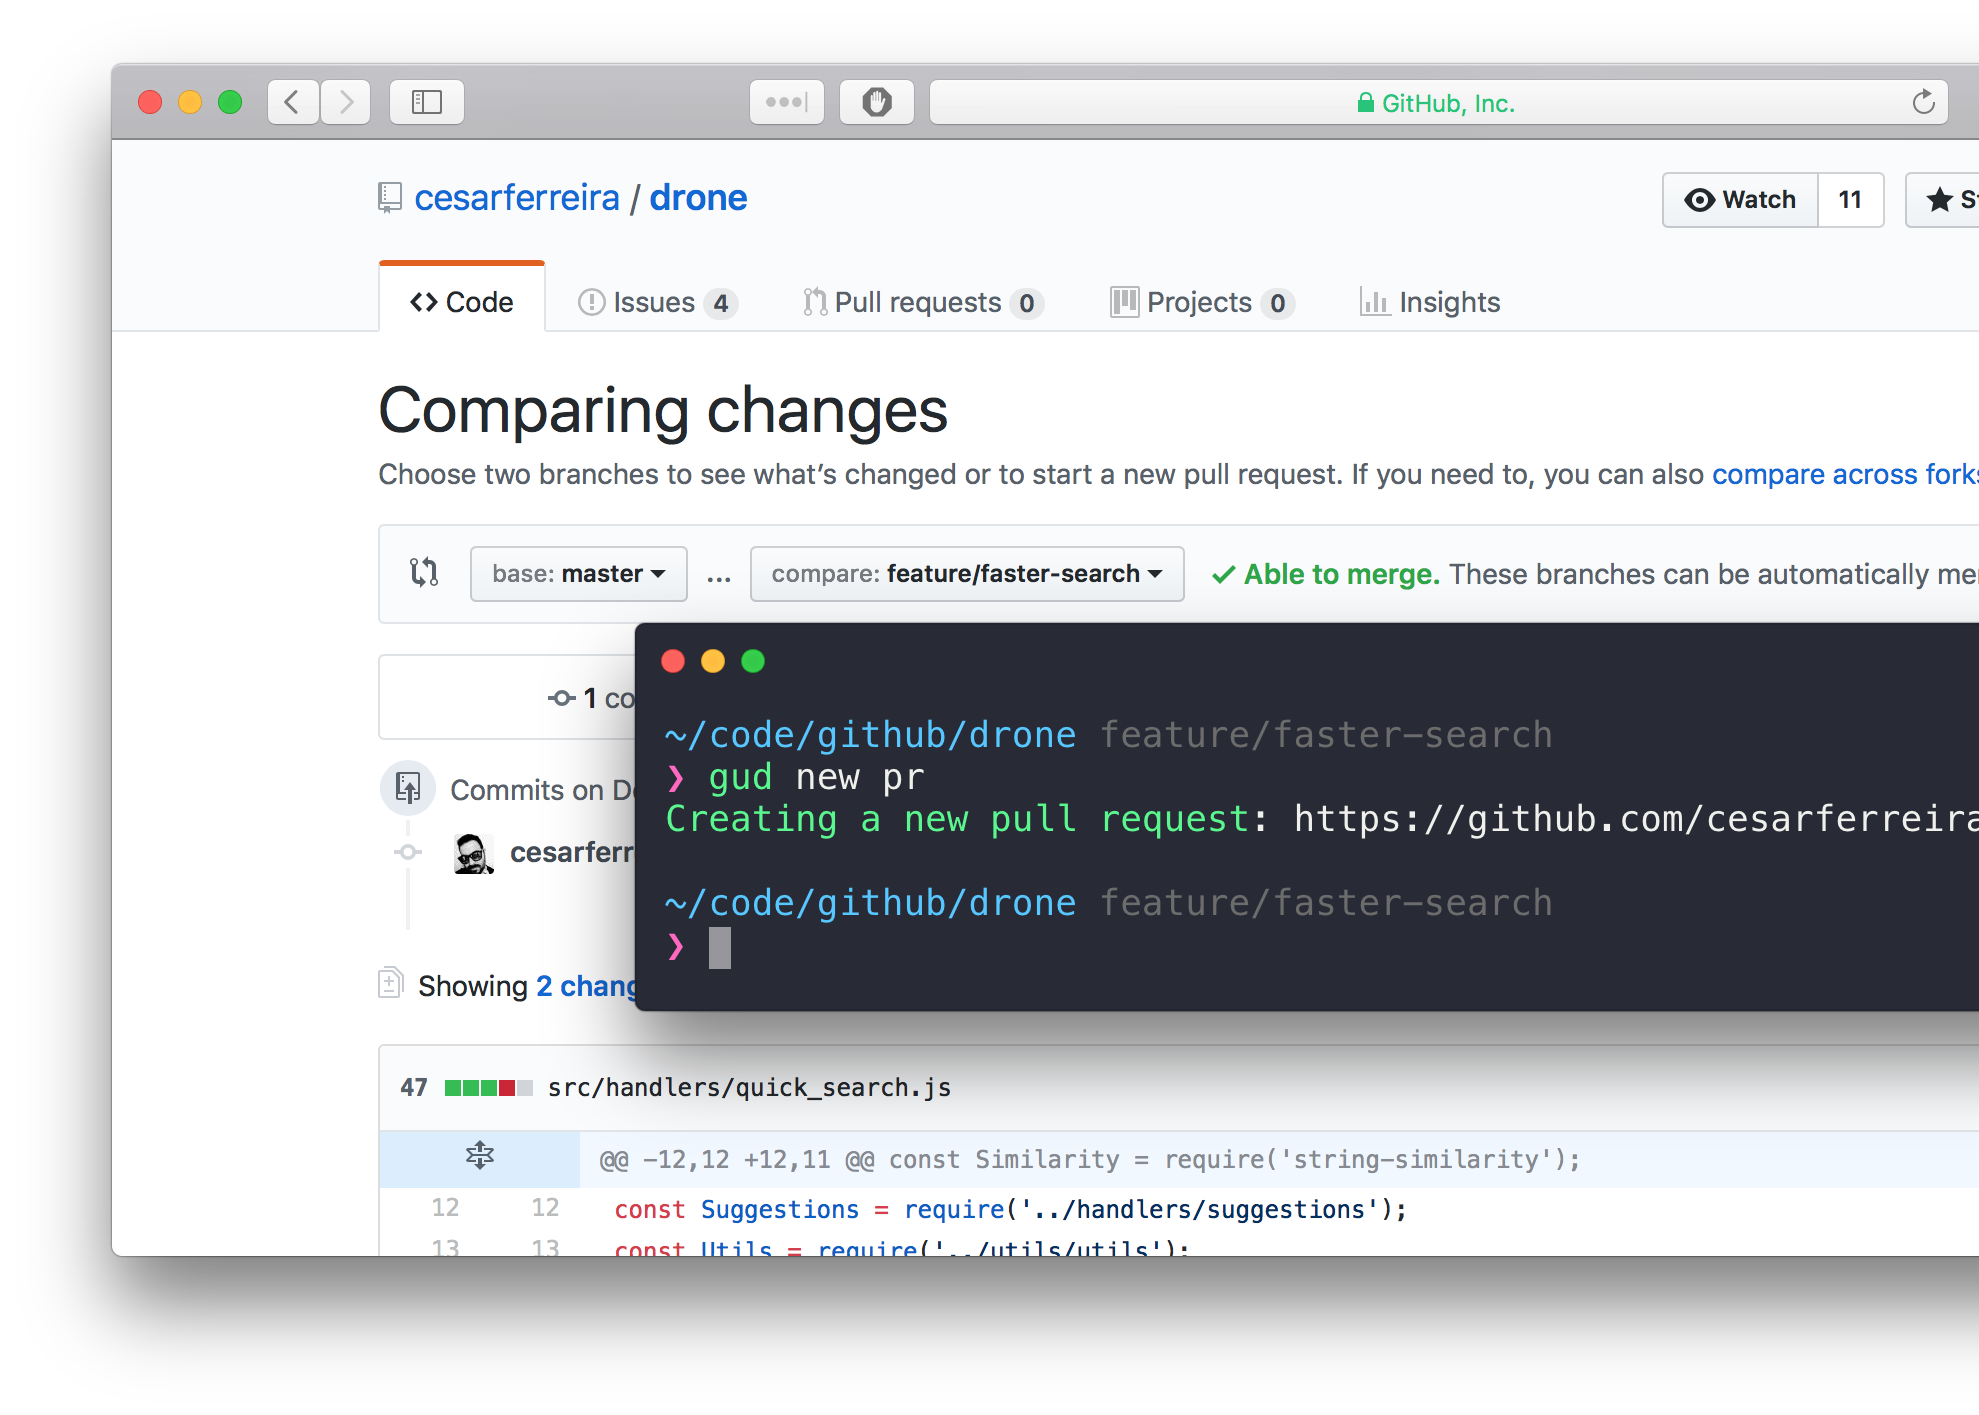 GitHub, Inc.
cesarferreira / drone
Watch 11
Code Issues 4 Pull requests 0 Projects 0 Insights
Comparing changes
Choose two branches to see what’s changed or to start a new pull request. If you need to, you can also compare across forks
base: master ... compare: feature/faster-search Able to merge. These branches can be automatically
1
Commits on
~/code/github/drone feature/faster-search
❯ gud new pr
Creating a new pull request: https://github.com/cesarferreira
~/code/github/drone feature/faster-search
❯
Showing 2
47 src/handlers/quick_search.js
@@ -12,12 +12,11 @@ const Similarity = require('string-similarity');
12 12 const Suggestions = require('../handlers/suggestions');
13 13 const Utils = require('../utils/utils');